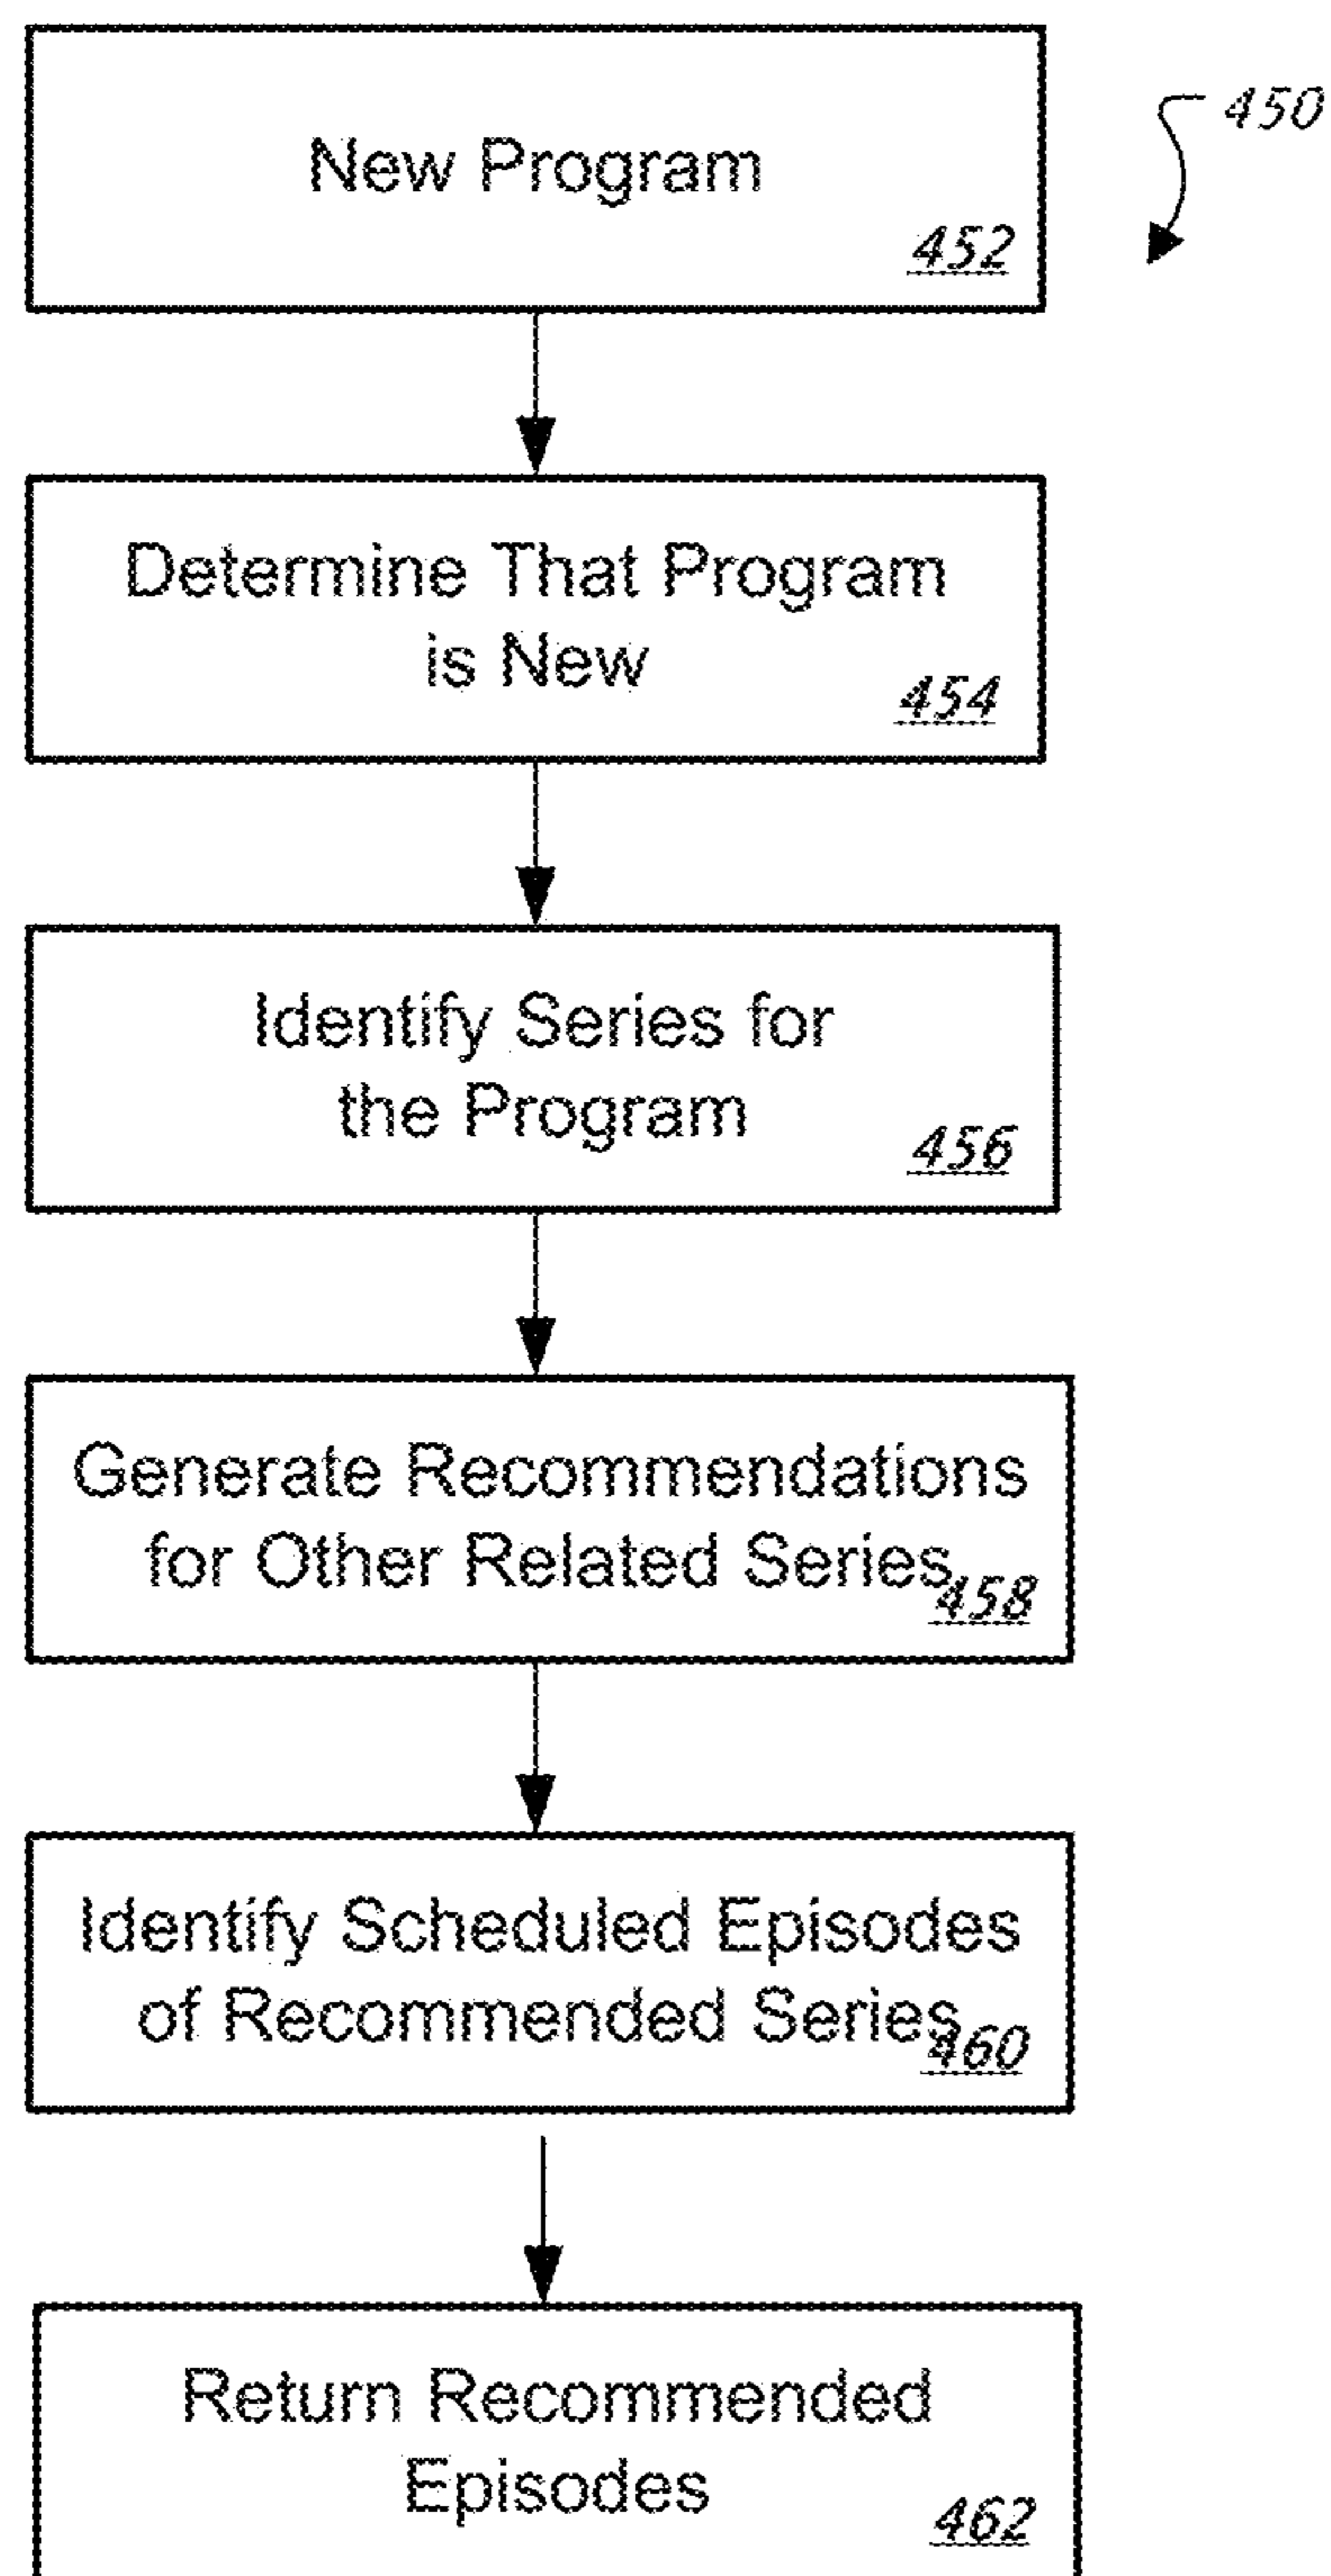 New Program
452
450
Determine That Program
is New
454
Identify Series for
the Program
456
Generate Recommendations
for Other Related Series
458
Identify Scheduled Episodes
of Recommended Series
460
Return Recommended
Episodes
462